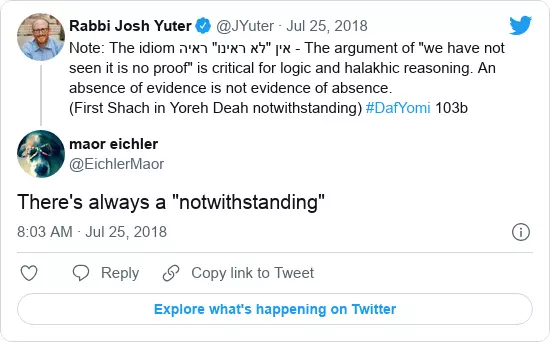 Rabbi Josh Yuter @JYuter · Jul 25, 2018
Note: The idiom אין "לא ראינו" ראיה - The argument of "we have not
seen it is no proof" is critical for logic and halakhic reasoning. An
absence of evidence is not evidence of absence.
(First Shach in Yoreh Deah notwithstanding) #DafYomi 103b
maor eichler
@EichlerMaor
There's always a "notwithstanding"
8:03 AM · Jul 25, 2018
Reply Copy link to Tweet
Explore what's happening on Twitter